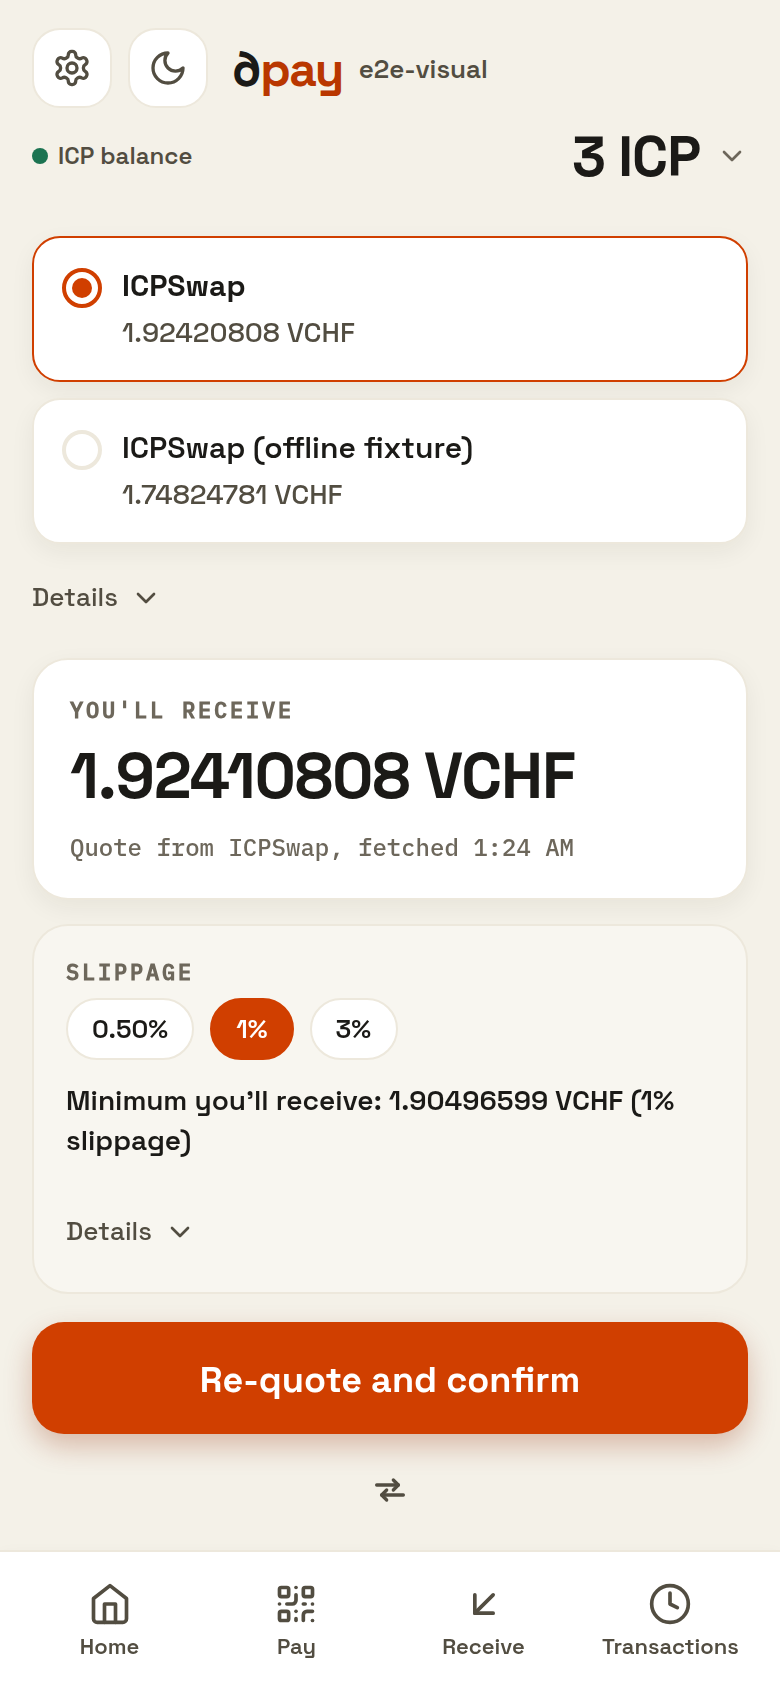 ∂pay e2e-visual
ICP balance
3 ICP
ICPSwap
1.92420808 VCHF
ICPSwap (offline fixture)
1.74824781 VCHF
Details
YOU'LL RECEIVE
1.92410808 VCHF
Quote from ICPSwap, fetched 1:24 AM
SLIPPAGE
0.50% 1% 3%
Minimum you’ll receive: 1.90496599 VCHF (1%
slippage)
Details
Re-quote and confirm
Home Pay Receive Transactions